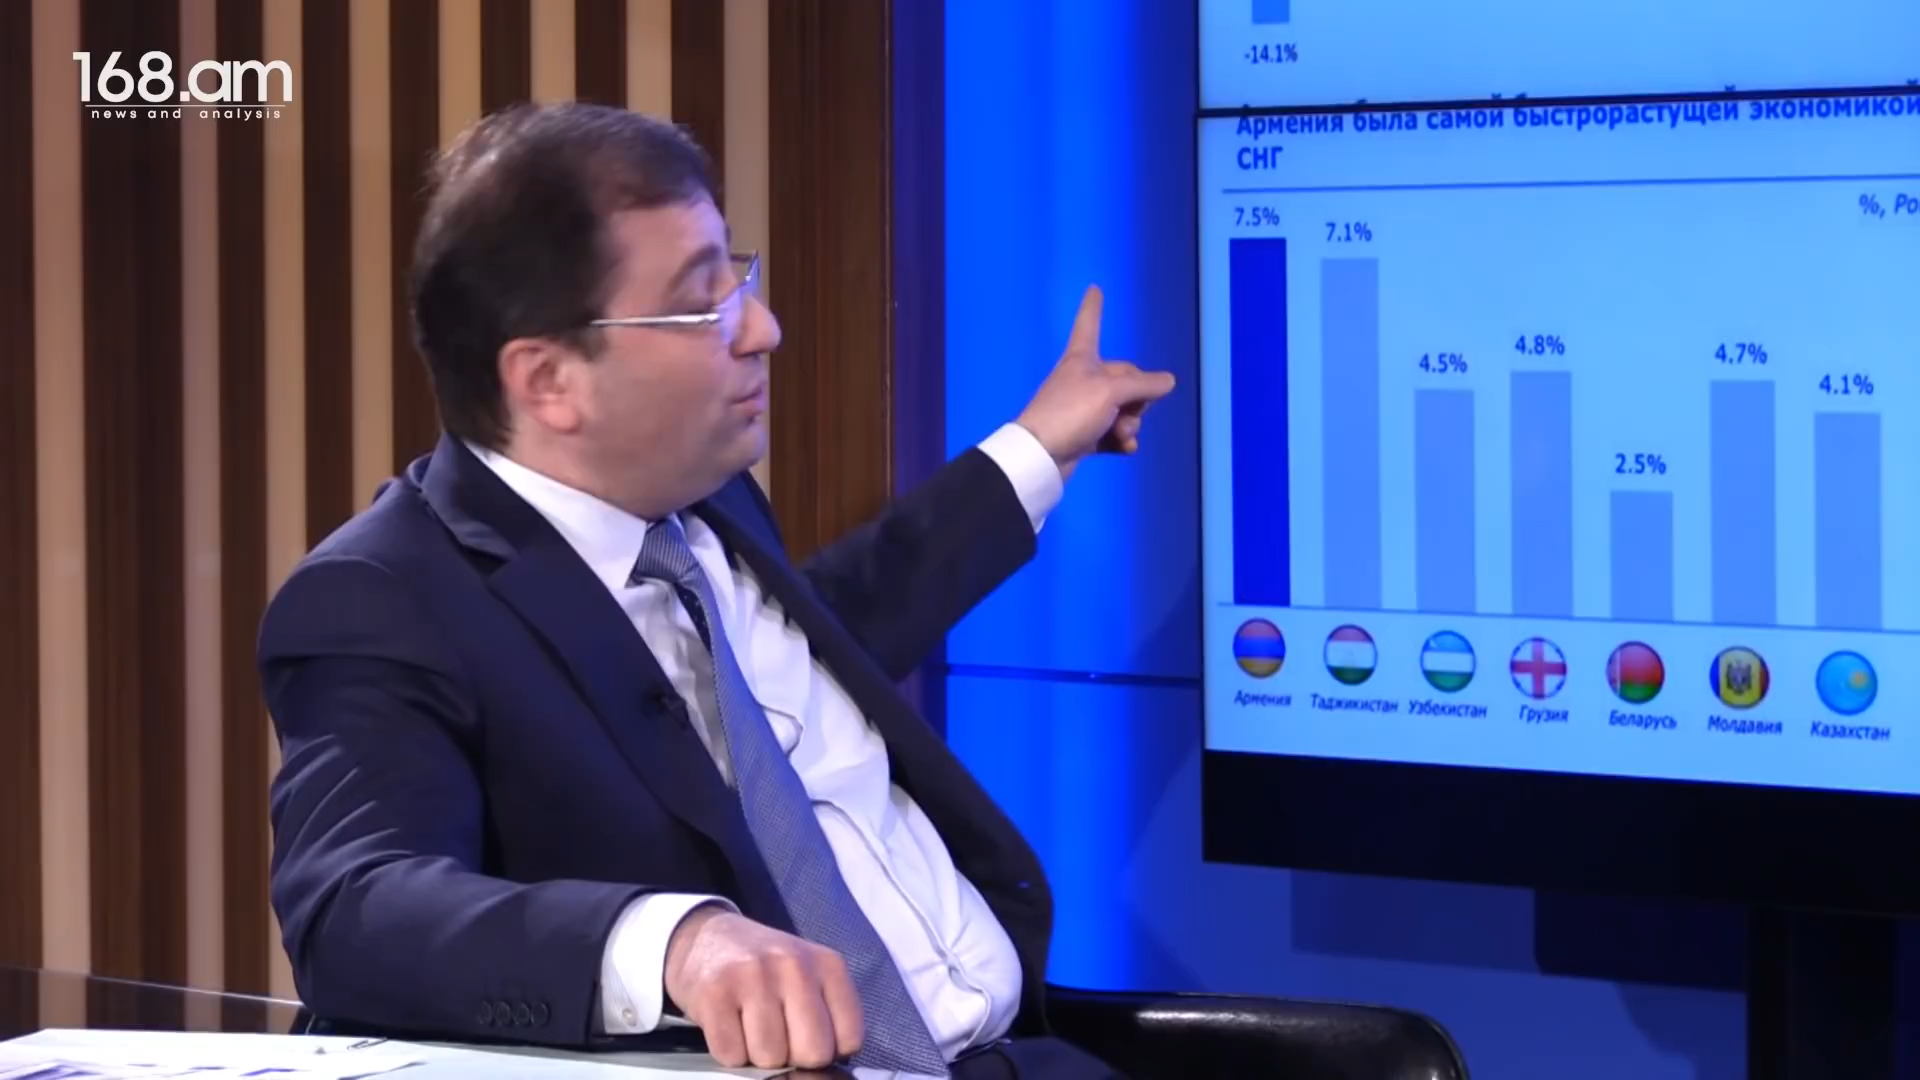 168.am
news and analysis
-14.1%
Армения была самой быстрорастущей экономикой
СНГ
%,
7.5%
7.1%
4.5%
4.8%
2.5%
4.7%
4.1%
Армения
Таджикистан
Узбекистан
Грузия
Беларусь
Молдавия
Казахстан